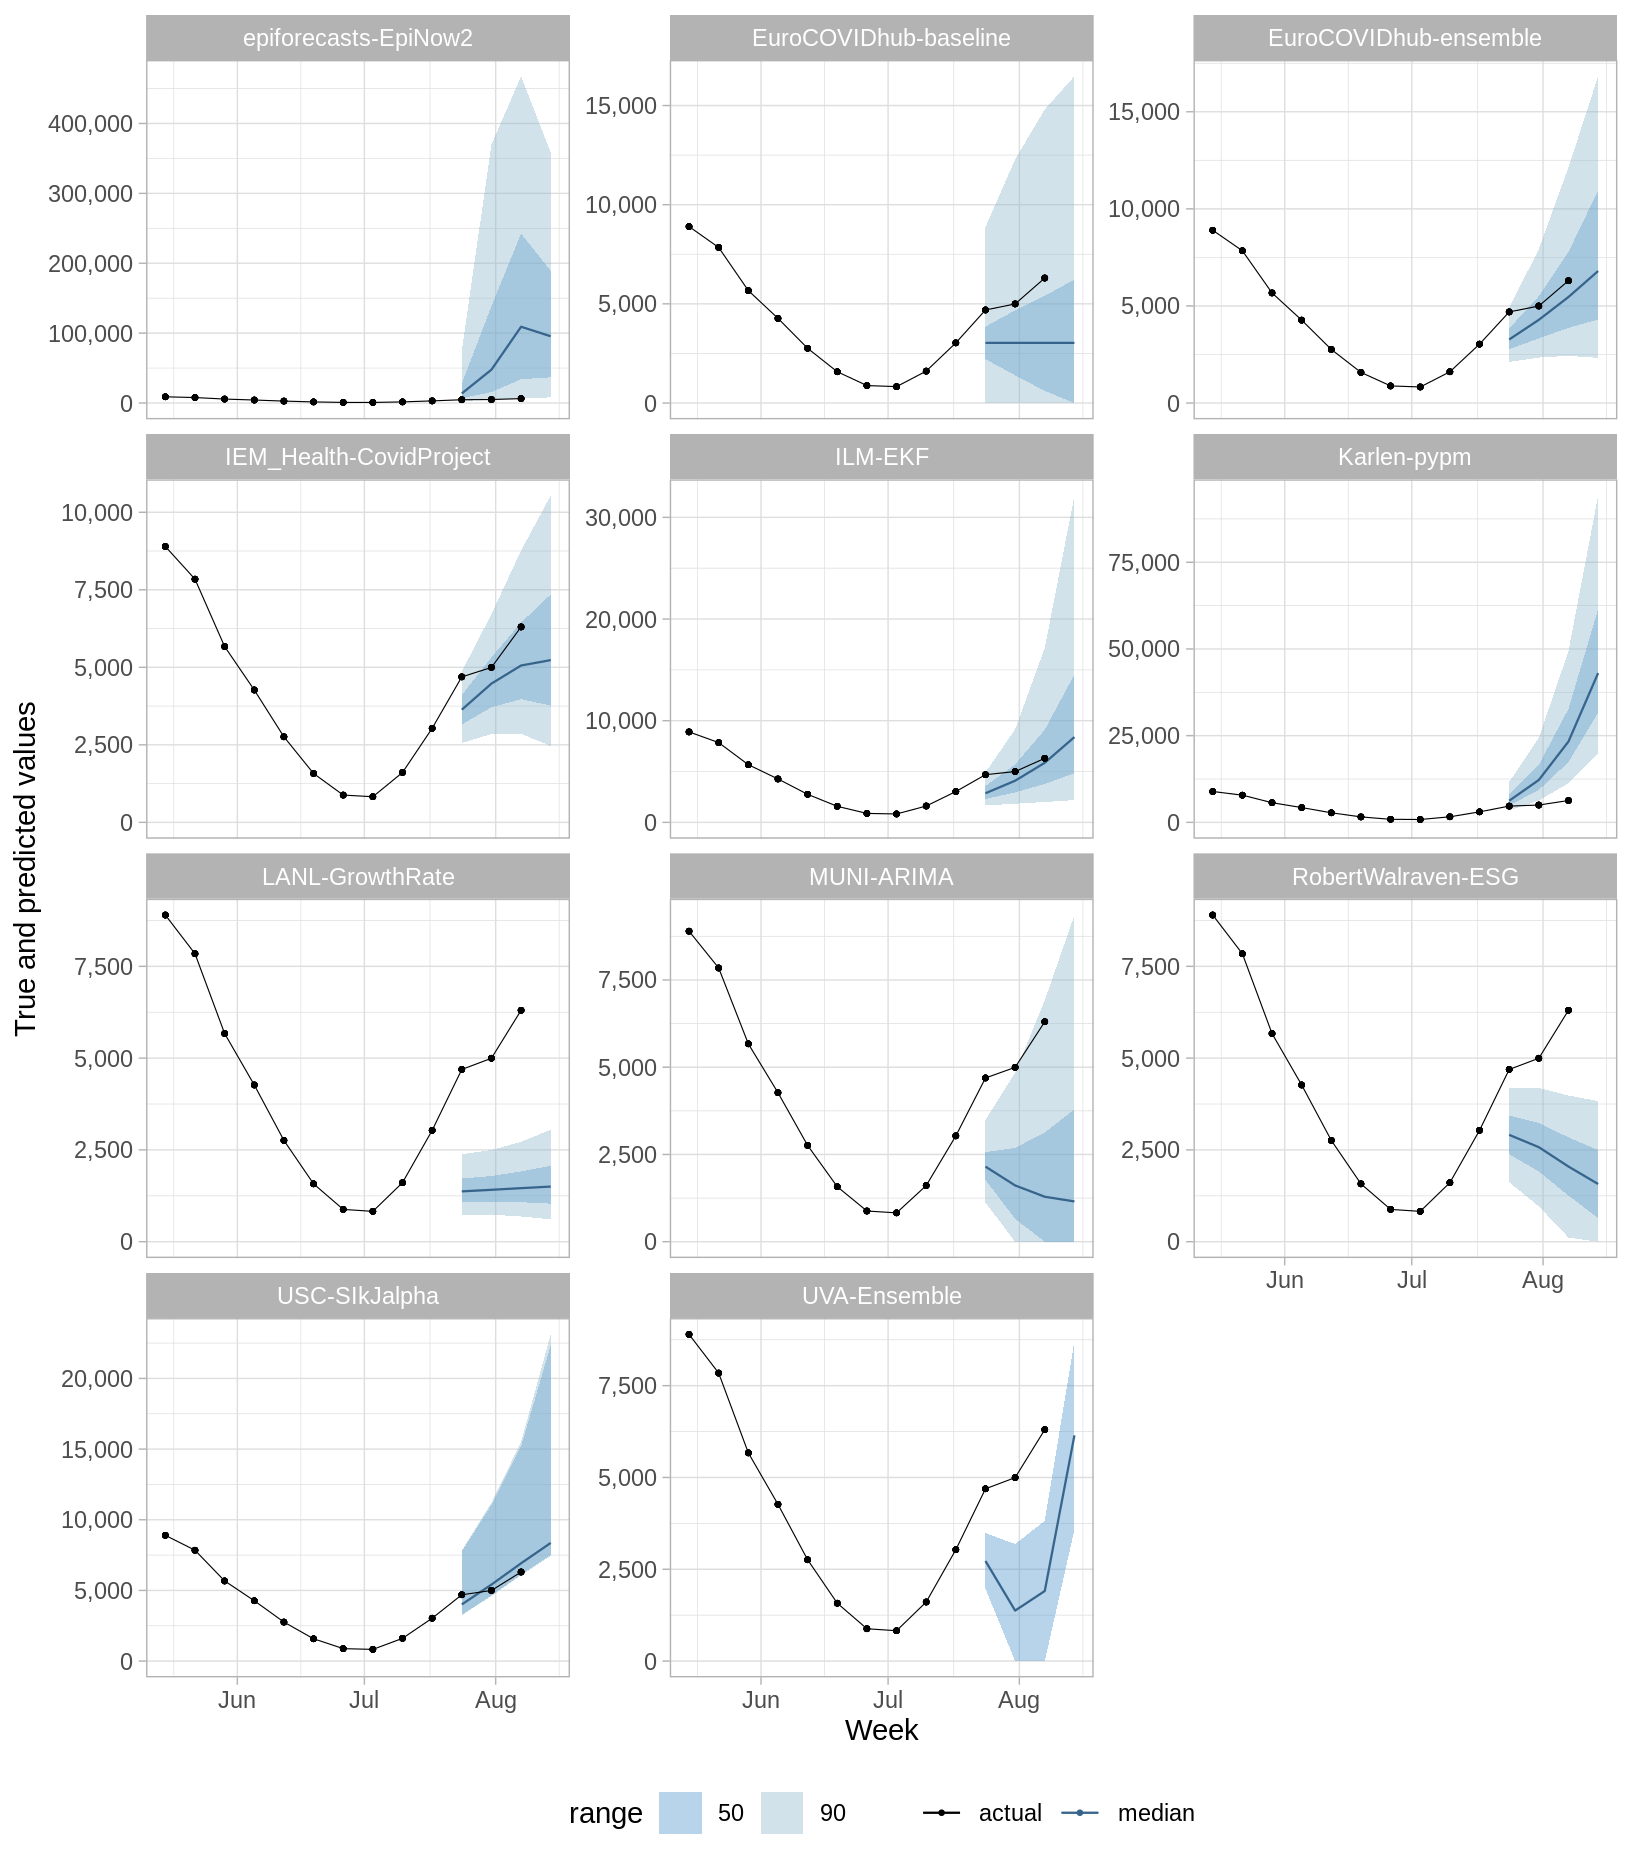 epiforecasts-EpiNow2
EuroCOVIDhub-baseline
EuroCOVIDhub-ensemble
400,000
300,000
200,000
100,000
0
15,000
10,000
5,000
0
15,000
10,000
5,000
0
IEM_Health-CovidProject
ILM-EKF
Karlen-pypm
10,000
7,500
5,000
2,500
0
30,000
20,000
10,000
0
75,000
50,000
25,000
0
True and predicted values
LANL-GrowthRate
MUNI-ARIMA
RobertWalraven-ESG
7,500
5,000
2,500
0
7,500
5,000
2,500
0
7,500
5,000
2,500
0
Jun Jul Aug
USC-SIkJalpha
UVA-Ensemble
20,000
15,000
10,000
5,000
0
7,500
5,000
2,500
0
Jun Jul Aug
Jun Jul Aug
Week
range 50 90 actual median